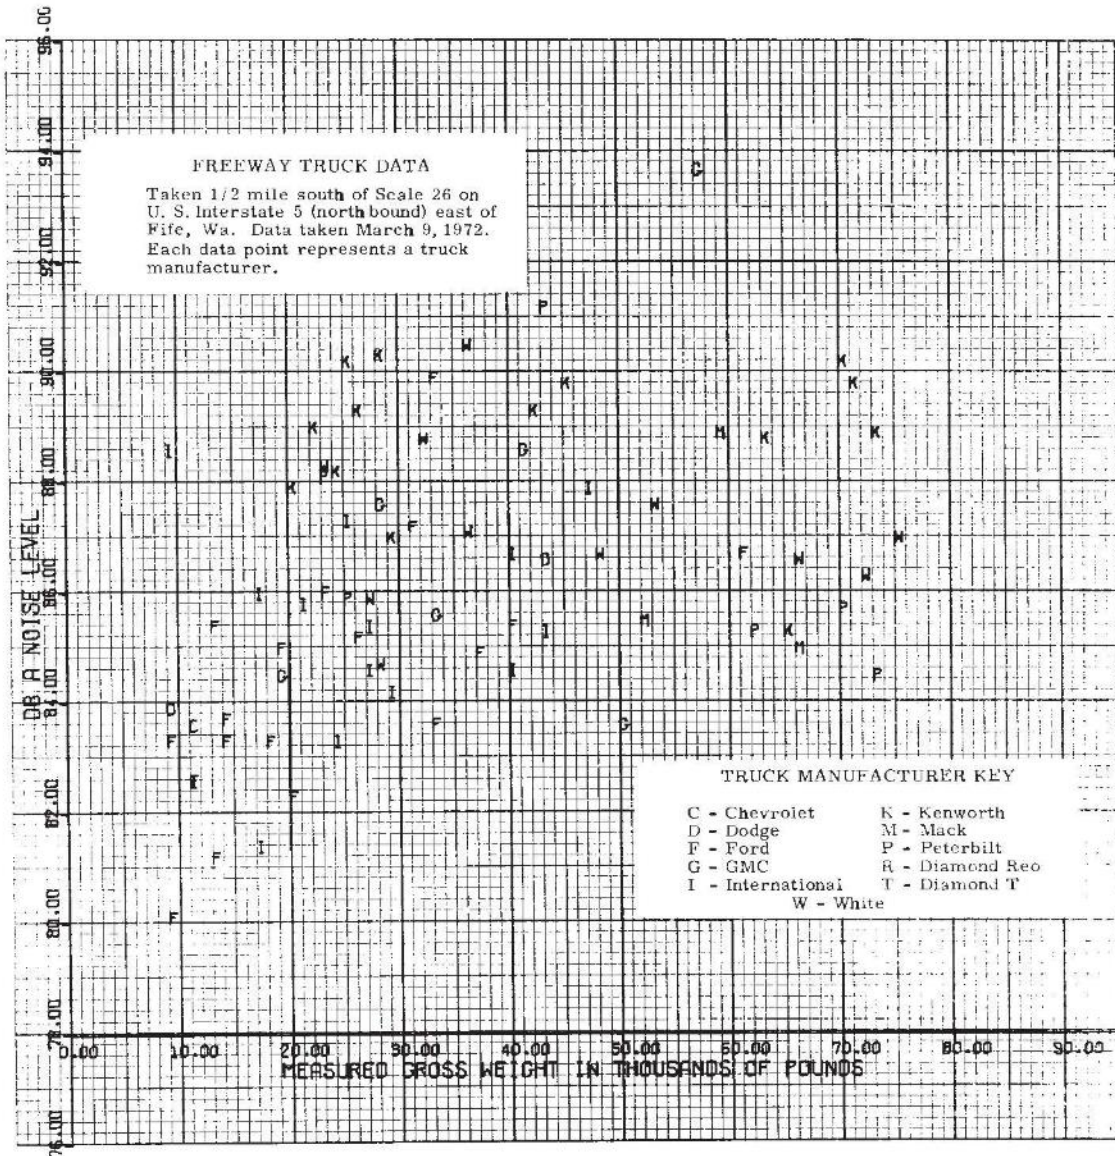 96.00
94.00
92.00
90.00
88.00
86.00
84.00
82.00
80.00
78.00
76.00
DB A NOISE LEVEL
FREEWAY TRUCK DATA
Taken 1/2 mile south of Scale 26 on
U. S. Interstate 5 (north bound) east of
Fife, Wa. Data taken March 9, 1972.
Each data point represents a truck
manufacturer.
G
P
W
K K K
F K K
K K
K M K K
W
I G
K
K I
G W
I F W
K W
I W F W
D
W
I F P W P
I G M
F I F I P K
F F
F M
G I W I P
I
D
C F F G
F F F I
I
F
I
F
F
TRUCK MANUFACTURER KEY
C - Chevrolet K - Kenworth
D - Dodge M - Mack
F - Ford P - Peterbilt
G - GMC R - Diamond Reo
I - International T - Diamond T
W - White
0.00 10.00 20.00 30.00 40.00 50.00 60.00 70.00 80.00 90.00
MEASURED GROSS WEIGHT IN THOUSANDS OF POUNDS